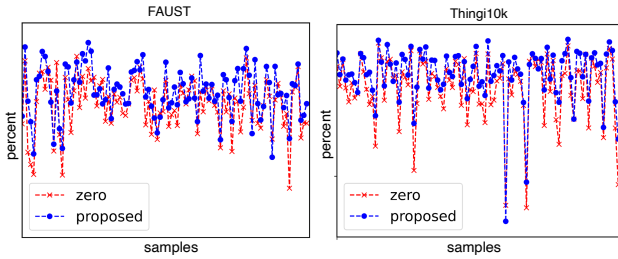 FAUST
percent
zero
proposed
samples
Thingi10k
percent
zero
proposed
samples